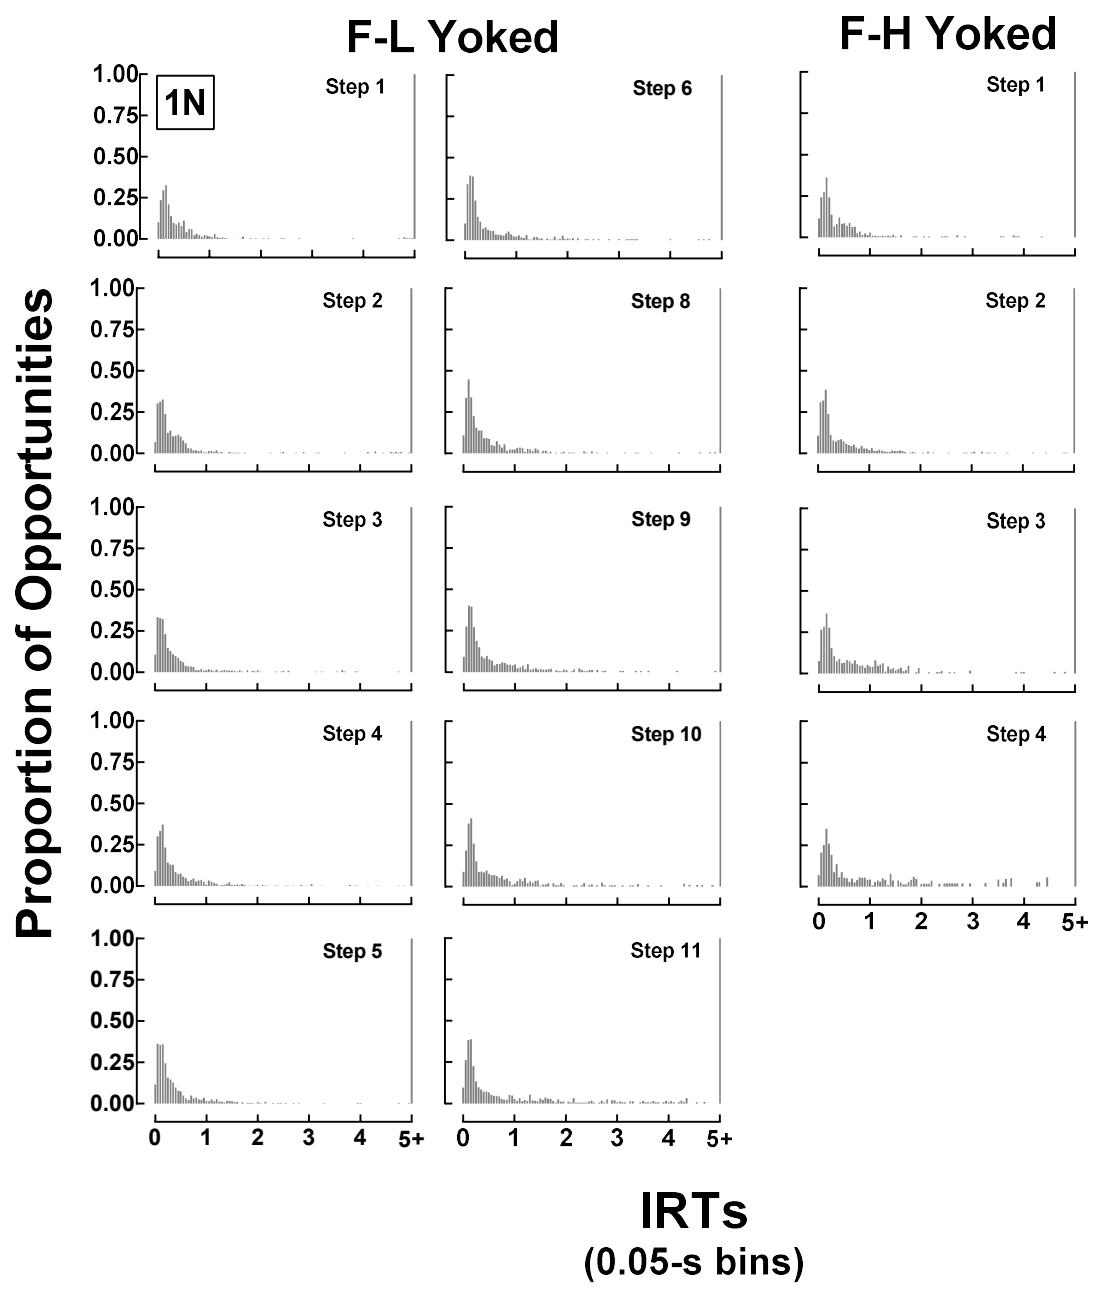 F-L Yoked
F-H Yoked
1.00
0.75
0.50
0.25
0.00
1N
Step 1
Step 6
Step 1
1.00
0.75
0.50
0.25
0.00
Step 2
Step 8
Step 2
1.00
0.75
0.50
0.25
0.00
Step 3
Step 9
Step 3
1.00
0.75
0.50
0.25
0.00
Step 4
Step 10
Step 4
0 1 2 3 4 5+
1.00
0.75
0.50
0.25
0.00
Step 5
Step 11
0 1 2 3 4 5+
0 1 2 3 4 5+
Proportion of Opportunities
IRTs
(0.05-s bins)